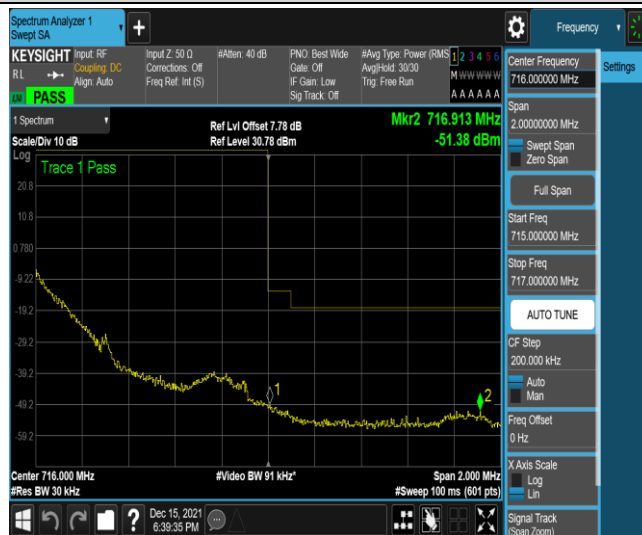 Spectrum Analyzer 1
Swept SA
Frequency
KEYSIGHT
RL
Input: RF
Coupling: DC
Align: Auto
Input Z: 50 Ω
Corrections: Off
Freq Ref: Int (S)
#Atten: 40 dB
PNO: Best Wide
Gate: Off
IF Gain: Low
Sig Track: Off
#Avg Type: Power (RMS
Avg|Hold: 30/30
Trig: Free Run
1 2 3 4 5 6
M W W W W W
A A A A A A
PASS
1 Spectrum
Scale/Div 10 dB
Ref Lvl Offset 7.78 dB
Ref Level 30.78 dBm
Mkr2 716.913 MHz
-51.38 dBm
Log
Trace 1 Pass
20.8
10.8
0.780
-9.22
-19.2
-29.2
-39.2
-49.2
-59.2
1
2
Center 716.000 MHz
#Res BW 30 kHz
#Video BW 91 kHz*
Span 2.000 MHz
#Sweep 100 ms (601 pts)
Dec 15, 2021
6:39:35 PM
Center Frequency
716.000000 MHz
Span
2.00000000 MHz
Swept Span
Zero Span
Full Span
Start Freq
715.000000 MHz
Stop Freq
717.000000 MHz
AUTO TUNE
CF Step
200.000 kHz
Auto
Man
Freq Offset
0 Hz
X Axis Scale
Log
Lin
Signal Track
(Span Zoom)
Settings